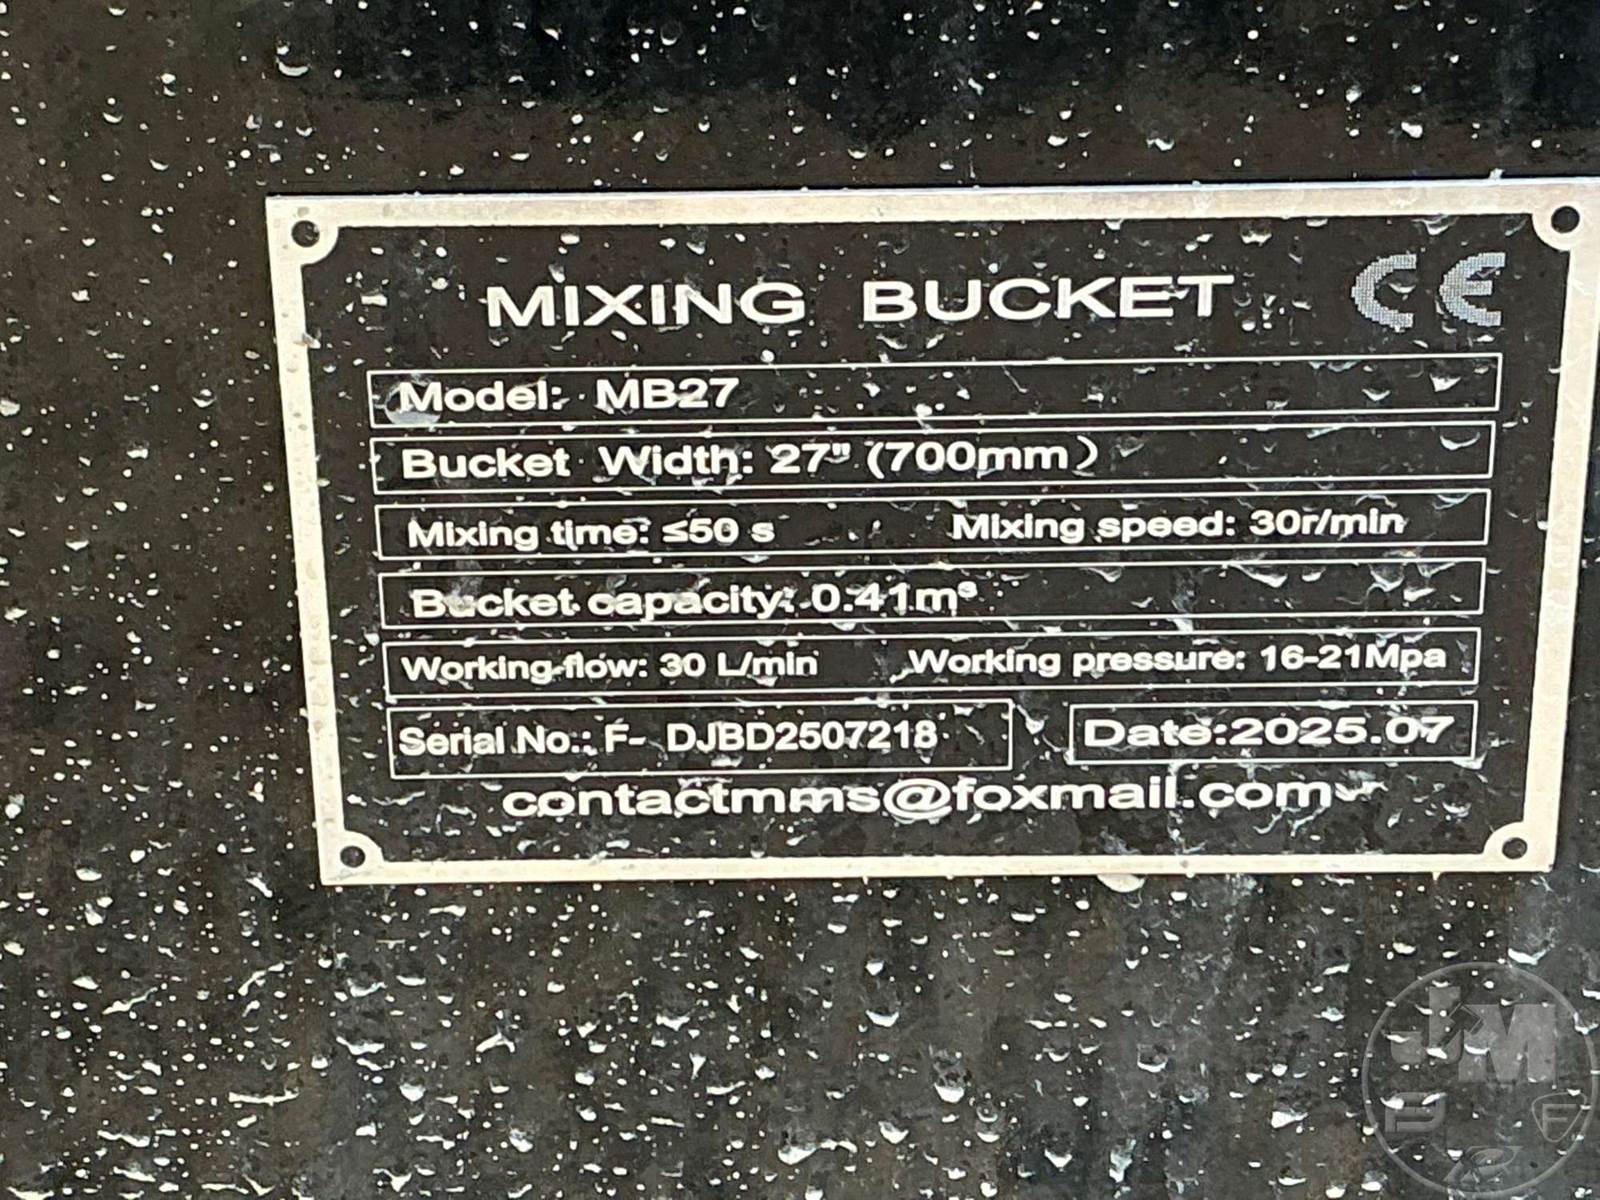 MIXING BUCKET CE
Model: MB27
Bucket Width: 27" (700mm)
Mixing time: ≤50 s Mixing speed: 30r/min
Bucket capacity: 0.41m³
Working flow: 30 L/min Working pressure: 16-21Mpa
Serial No.: F- DJBD2507218 Date:2025.07
contactmms@foxmail.com
J M
B F